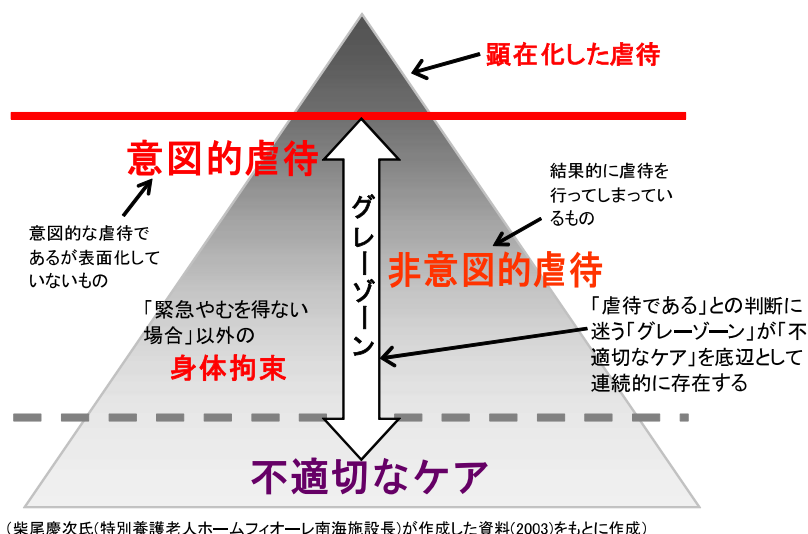 顕在化した虐待
意図的虐待
意図的な虐待で
あるが表面化して
いないもの
グレーゾーン
結果的に虐待を
行ってしまってい
るもの
非意図的虐待
「緊急やむを得ない
場合」以外の
身体拘束
「虐待である」との判断に
迷う「グレーゾーン」が「不
適切なケア」を底辺として
連続的に存在する
不適切なケア
(柴尾慶次氏(特別養護老人ホームフィオーレ南海施設長)が作成した資料(2003)をもとに作成)